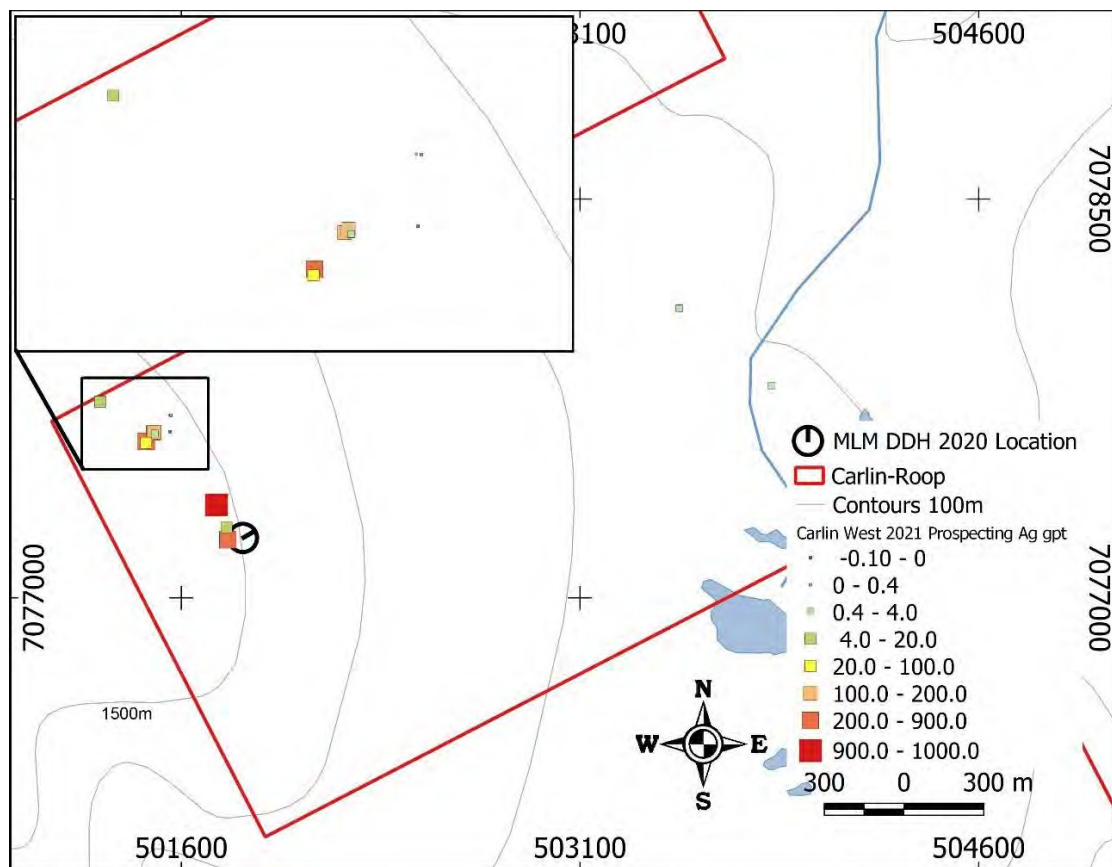 3100
504600
7078500
MLM DDH 2020 Location
Carlin-Roop
Contours 100m
Carlin West 2021 Prospecting Ag gpt
-0.10 - 0
0 - 0.4
0.4 - 4.0
4.0 - 20.0
20.0 - 100.0
100.0 - 200.0
200.0 - 900.0
900.0 - 1000.0
7077000
7077000
1500m
N
W
E
S
300 0 300 m
501600
503100
504600